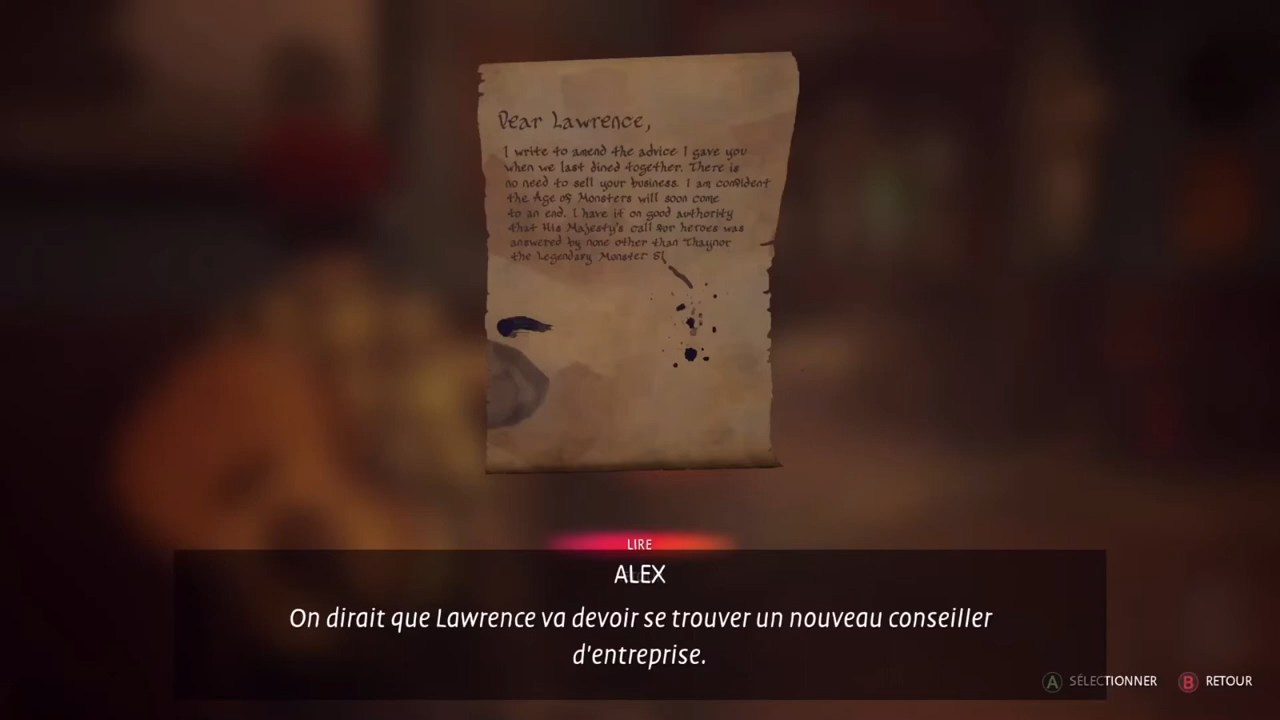 Dear Lawrence,
I write to amend the advice I gave you
when we last dined together. There is
no need to sell your business. I am confident
the Age of Monsters will soon come
to an end. I have it on good authority
that His Majesty's call for heroes was
answered by none other than Thaynor
the Legendary Monster Sl
LIRE
ALEX
On dirait que Lawrence va devoir se trouver un nouveau conseiller
d'entreprise.
A SÉLECTIONNER B RETOUR